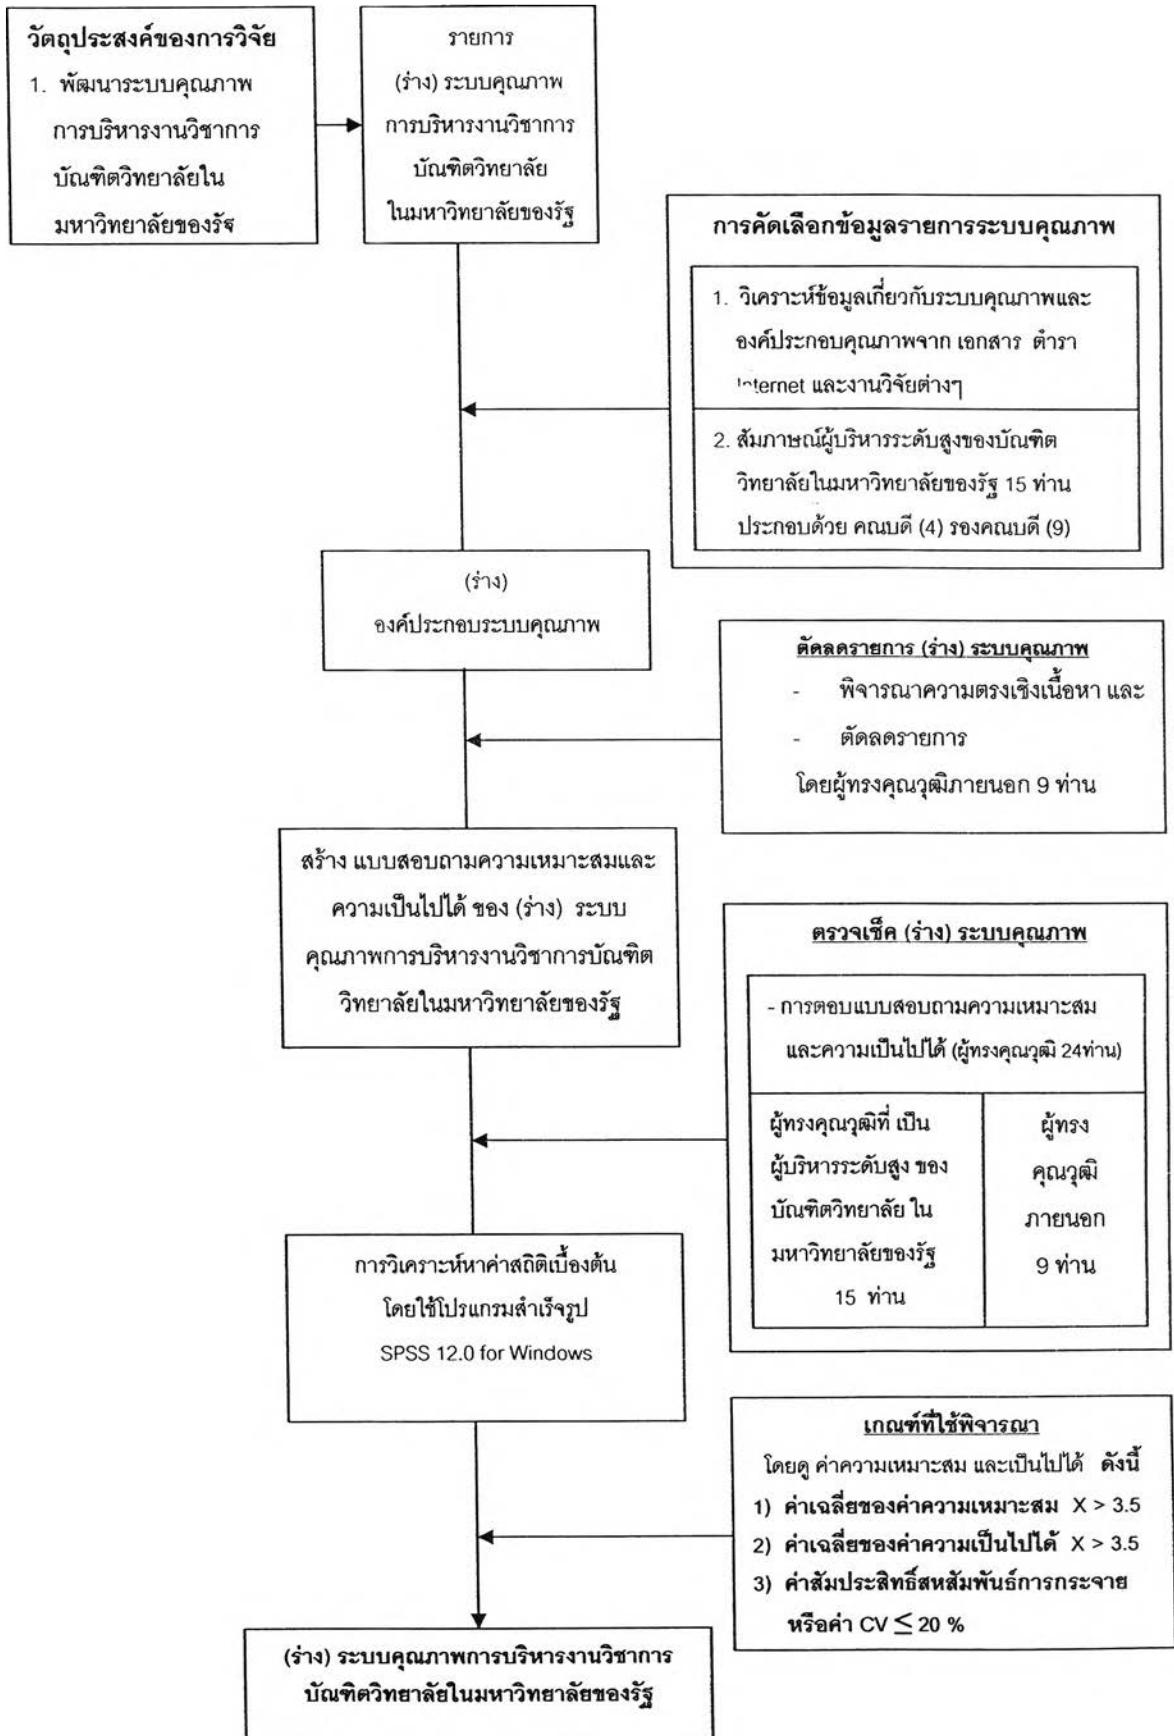 วัตถุประสงค์ของการวิจัย
1. พัฒนาระบบคุณภาพ
การบริหารงานวิชาการ
บัณฑิตวิทยาลัยใน
มหาวิทยาลัยของรัฐ
รายการ
(ร่าง) ระบบคุณภาพ
การบริหารงานวิชาการ
บัณฑิตวิทยาลัย
ในมหาวิทยาลัยของรัฐ
การคัดเลือกข้อมูลรายการระบบคุณภาพ
1. วิเคราะห์ข้อมูลเกี่ยวกับระบบคุณภาพและ
องค์ประกอบคุณภาพจาก เอกสาร ตำรา
Internet และงานวิจัยต่างๆ
2. สัมภาษณ์ผู้บริหารระดับสูงของบัณฑิต
วิทยาลัยในมหาวิทยาลัยของรัฐ 15 ท่าน
ประกอบด้วย คณบดี (4) รองคณบดี (9)
(ร่าง)
องค์ประกอบระบบคุณภาพ
ตัดลดรายการ (ร่าง) ระบบคุณภาพ
- พิจารณาความตรงเชิงเนื้อหา และ
- ตัดลดรายการ
โดยผู้ทรงคุณวุฒิภายนอก 9 ท่าน
สร้าง แบบสอบถามความเหมาะสมและ
ความเป็นไปได้ ของ (ร่าง) ระบบ
คุณภาพการบริหารงานวิชาการบัณฑิต
วิทยาลัยในมหาวิทยาลัยของรัฐ
ตรวจเช็ค (ร่าง) ระบบคุณภาพ
- การตอบแบบสอบถามความเหมาะสม
และความเป็นไปได้ (ผู้ทรงคุณวุฒิ 24ท่าน)
ผู้ทรงคุณวุฒิที่ เป็น
ผู้บริหารระดับสูง ของ
บัณฑิตวิทยาลัย ใน
มหาวิทยาลัยของรัฐ
15 ท่าน
ผู้ทรง
คุณวุฒิ
ภายนอก
9 ท่าน
การวิเคราะห์หาค่าสถิติเบื้องต้น
โดยใช้โปรแกรมสำเร็จรูป
SPSS 12.0 for Windows
เกณฑ์ที่ใช้พิจารณา
โดยดู ค่าความเหมาะสม และเป็นไปได้ ดังนี้
1) ค่าเฉลี่ยของค่าความเหมาะสม X > 3.5
2) ค่าเฉลี่ยของค่าความเป็นไปได้ X > 3.5
3) ค่าสัมประสิทธิ์สหสัมพันธ์การกระจาย
หรือค่า CV ≤ 20 %
(ร่าง) ระบบคุณภาพการบริหารงานวิชาการ
บัณฑิตวิทยาลัยในมหาวิทยาลัยของรัฐ